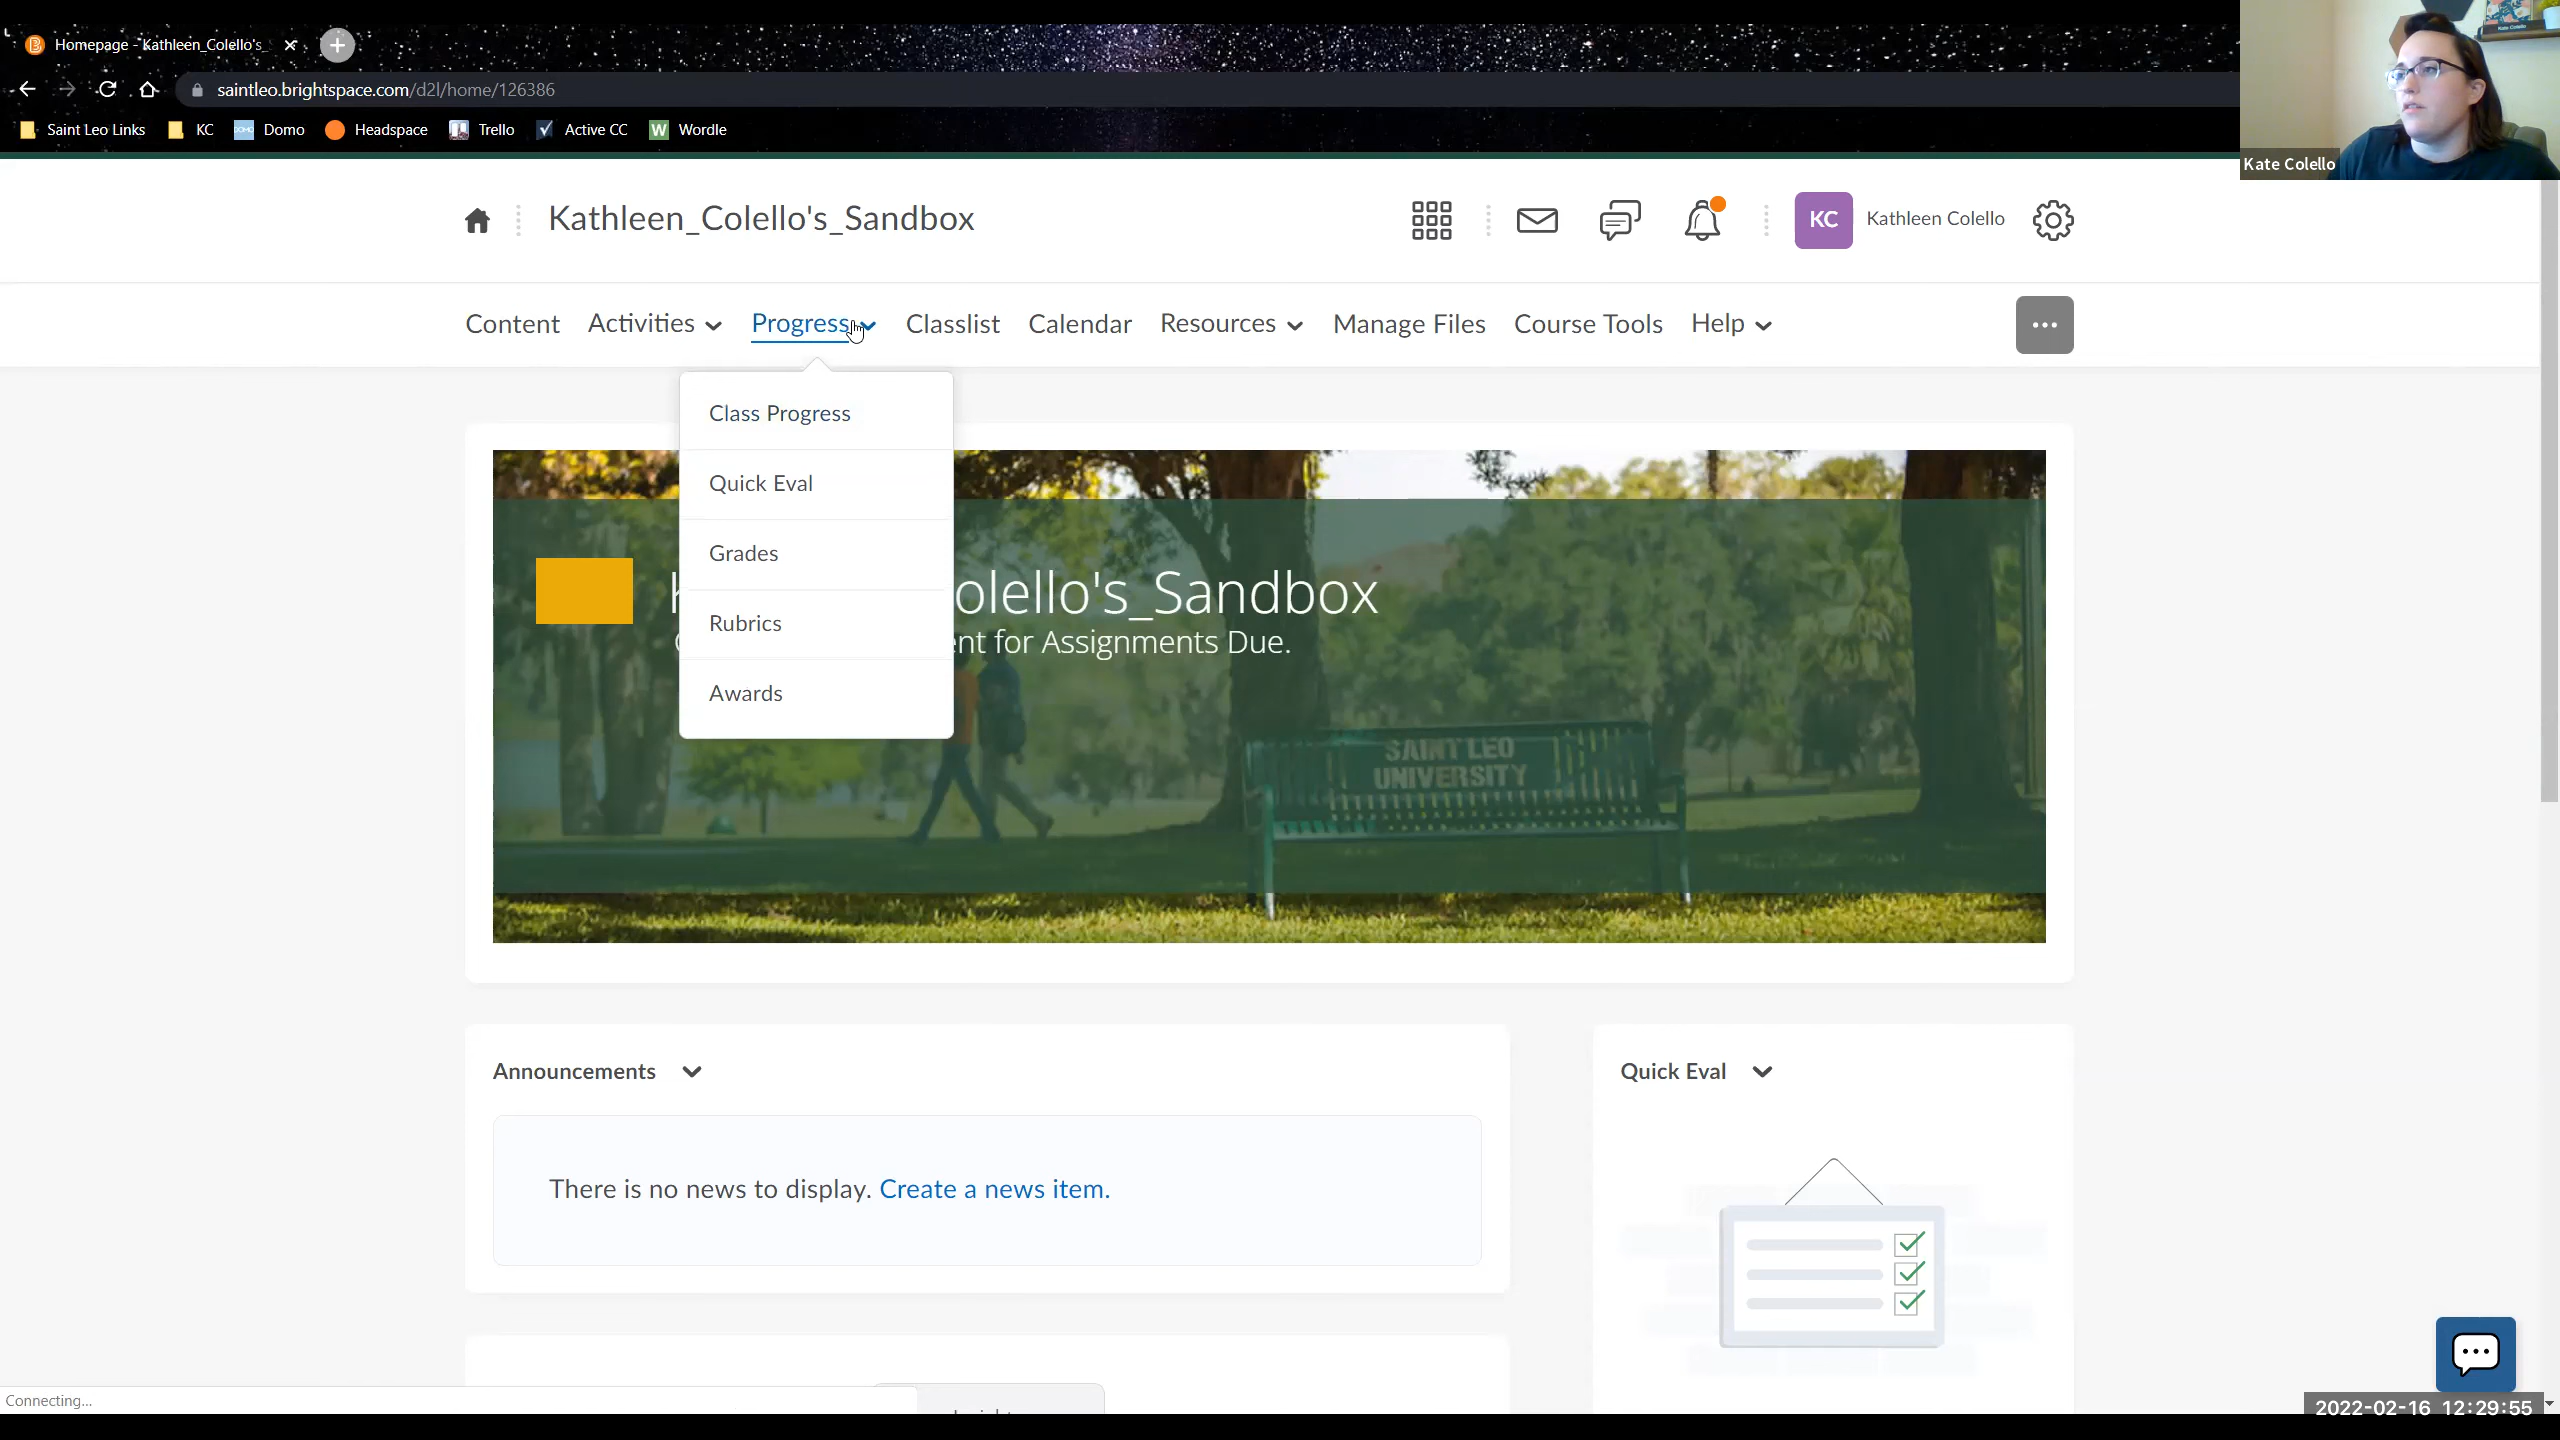 Homepage - Kathleen_Colello's_
saintleo.brightspace.com/d2l/home/126386
Saint Leo Links KC Domo Headspace Trello Active CC Wordle
Kate Colello
Kathleen_Colello's_Sandbox
KC Kathleen Colello
Content Activities Progress Classlist Calendar Resources Manage Files Course Tools Help
Class Progress
Quick Eval
Grades
Rubrics
Awards
olello's_Sandbox
for Assignments Due.
SAINT LEO
UNIVERSITY
Announcements
There is no news to display. Create a news item.
Quick Eval
Connecting...
2022-02-16 12:29:55